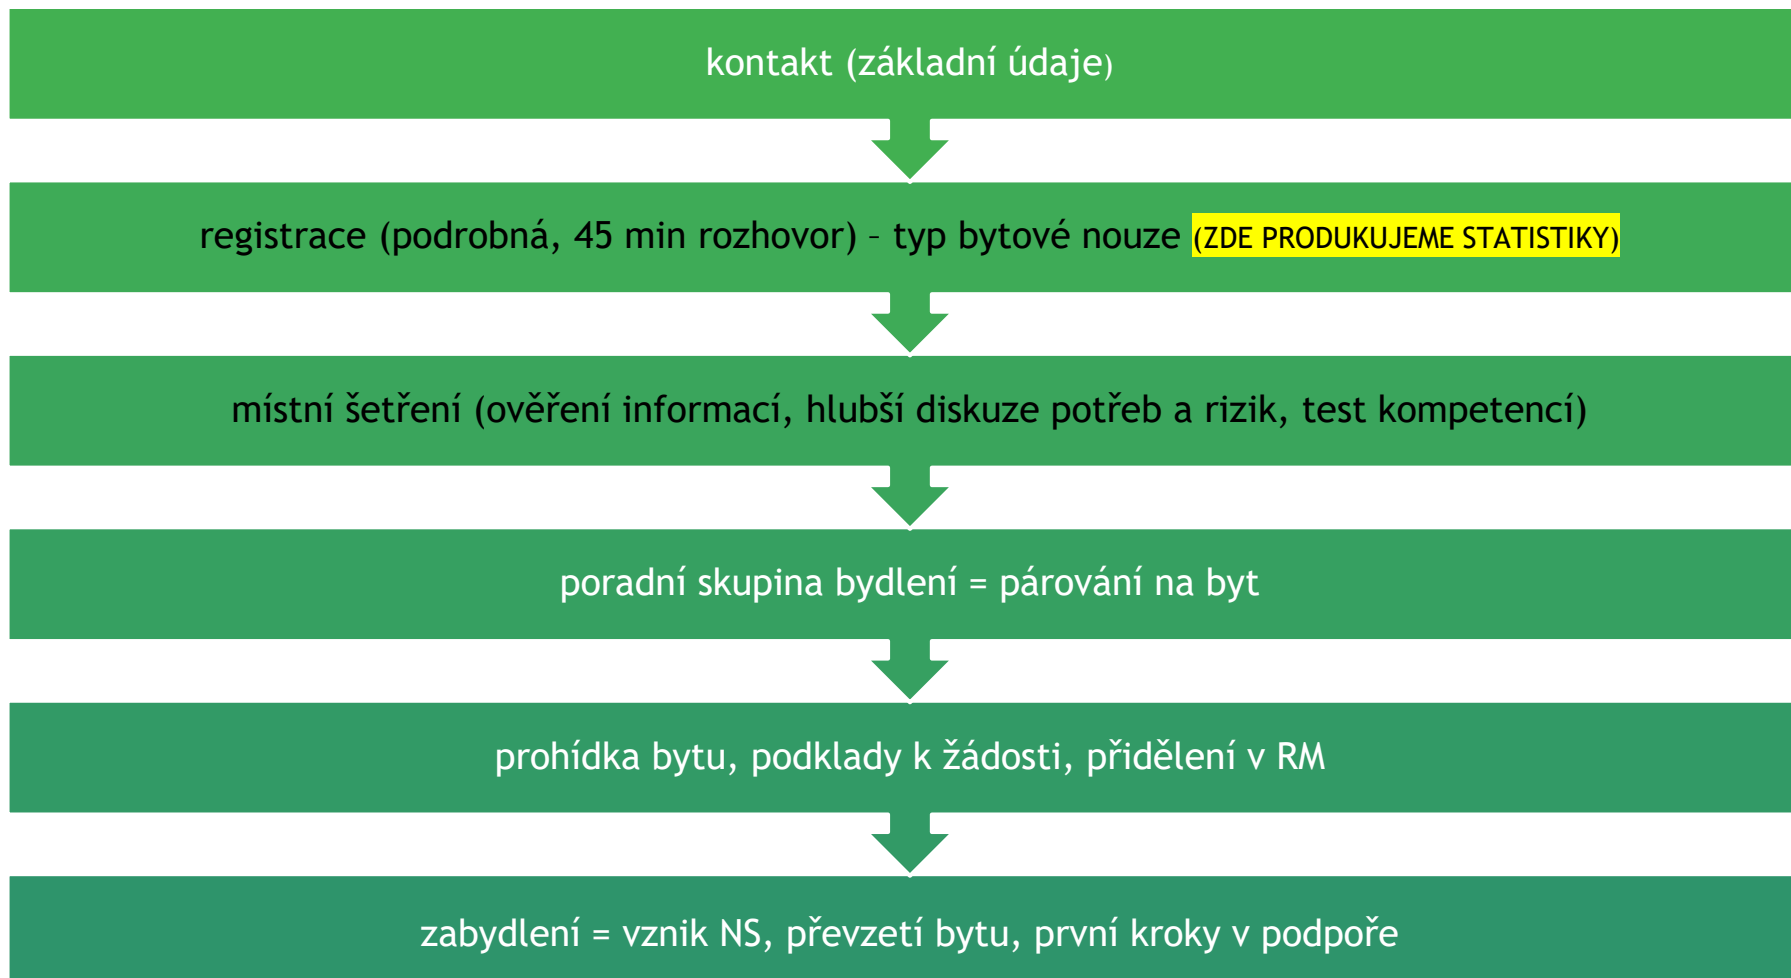 kontakt (základní údaje)
registrace (podrobná, 45 min rozhovor) – typ bytové nouze (ZDE PRODUKUJEME STATISTIKY)
místní šetření (ověření informací, hlubší diskuze potřeb a rizik, test kompetencí)
poradní skupina bydlení = párování na byt
prohídka bytu, podklady k žádosti, přidělení v RM
zabydlení = vznik NS, převzetí bytu, první kroky v podpoře